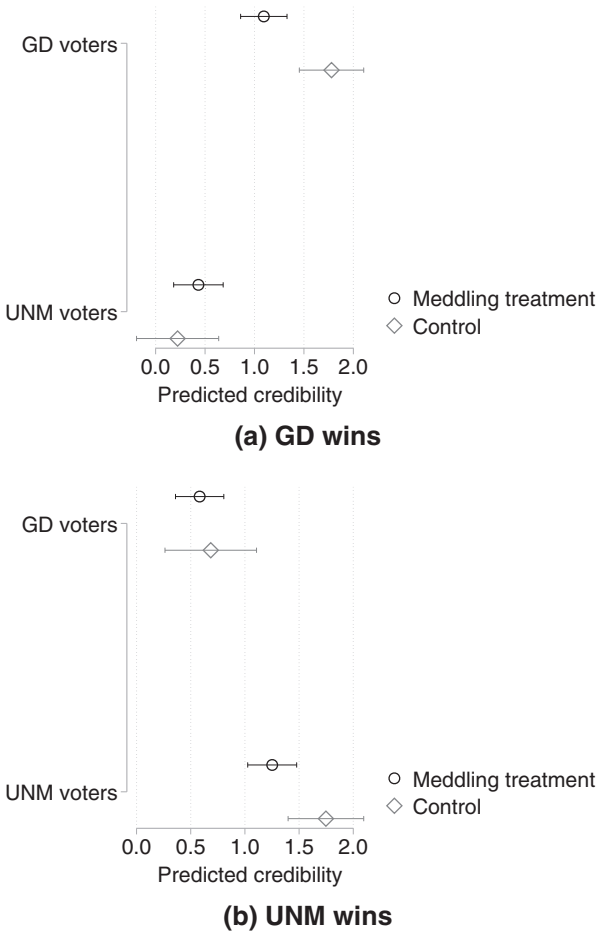 GD voters
UNM voters
Meddling treatment
Control
0.0 0.5 1.0 1.5 2.0
Predicted credibility
(a) GD wins
GD voters
UNM voters
Meddling treatment
Control
0.0 0.5 1.0 1.5 2.0
Predicted credibility
(b) UNM wins